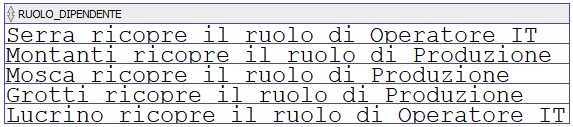 RUOLO_DIPENDENTE
Serra ricopre il ruolo di Operatore IT
Montanti ricopre il ruolo di Produzione
Mosca ricopre il ruolo di Produzione
Grotti ricopre il ruolo di Produzione
Lucrino ricopre il ruolo di Operatore IT